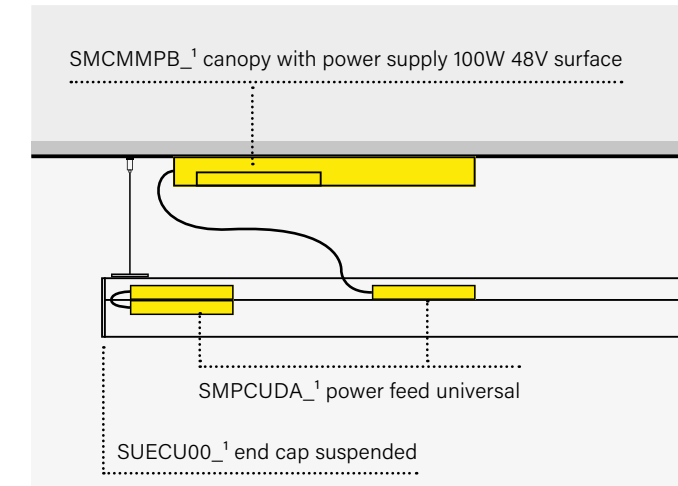 SMCMMPB_¹ canopy with power supply 100W 48V surface
SMPCUDA_¹ power feed universal
SUECU00_¹ end cap suspended